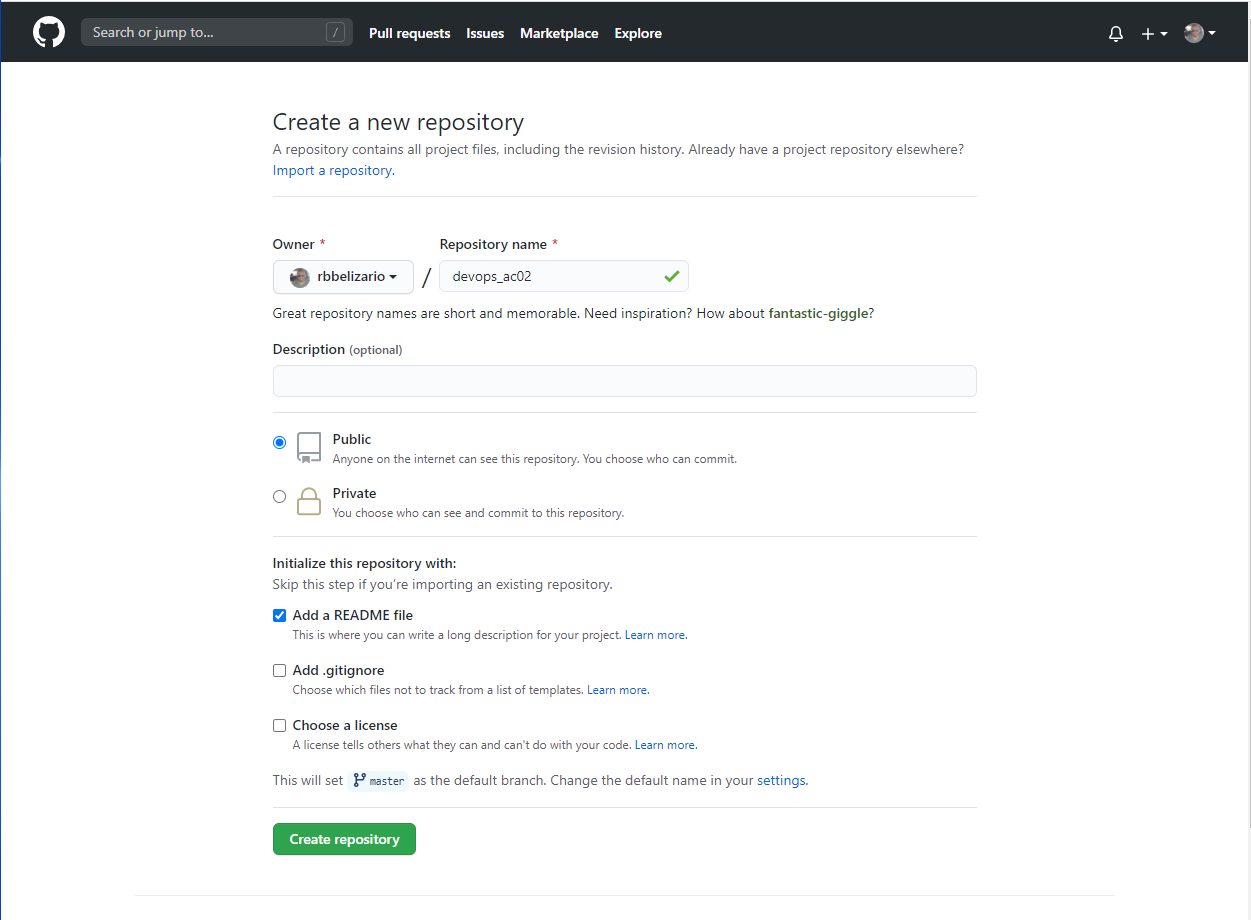 Search or jump to... /
Pull requests Issues Marketplace Explore
Create a new repository
A repository contains all project files, including the revision history. Already have a project repository elsewhere?
Import a repository.
Owner * Repository name *
rbbelizario / devops_ac02
Great repository names are short and memorable. Need inspiration? How about fantastic-giggle?
Description (optional)
Public
Anyone on the internet can see this repository. You choose who can commit.
Private
You choose who can see and commit to this repository.
Initialize this repository with:
Skip this step if you’re importing an existing repository.
Add a README file
This is where you can write a long description for your project. Learn more.
Add .gitignore
Choose which files not to track from a list of templates. Learn more.
Choose a license
A license tells others what they can and can't do with your code. Learn more.
This will set master as the default branch. Change the default name in your settings.
Create repository